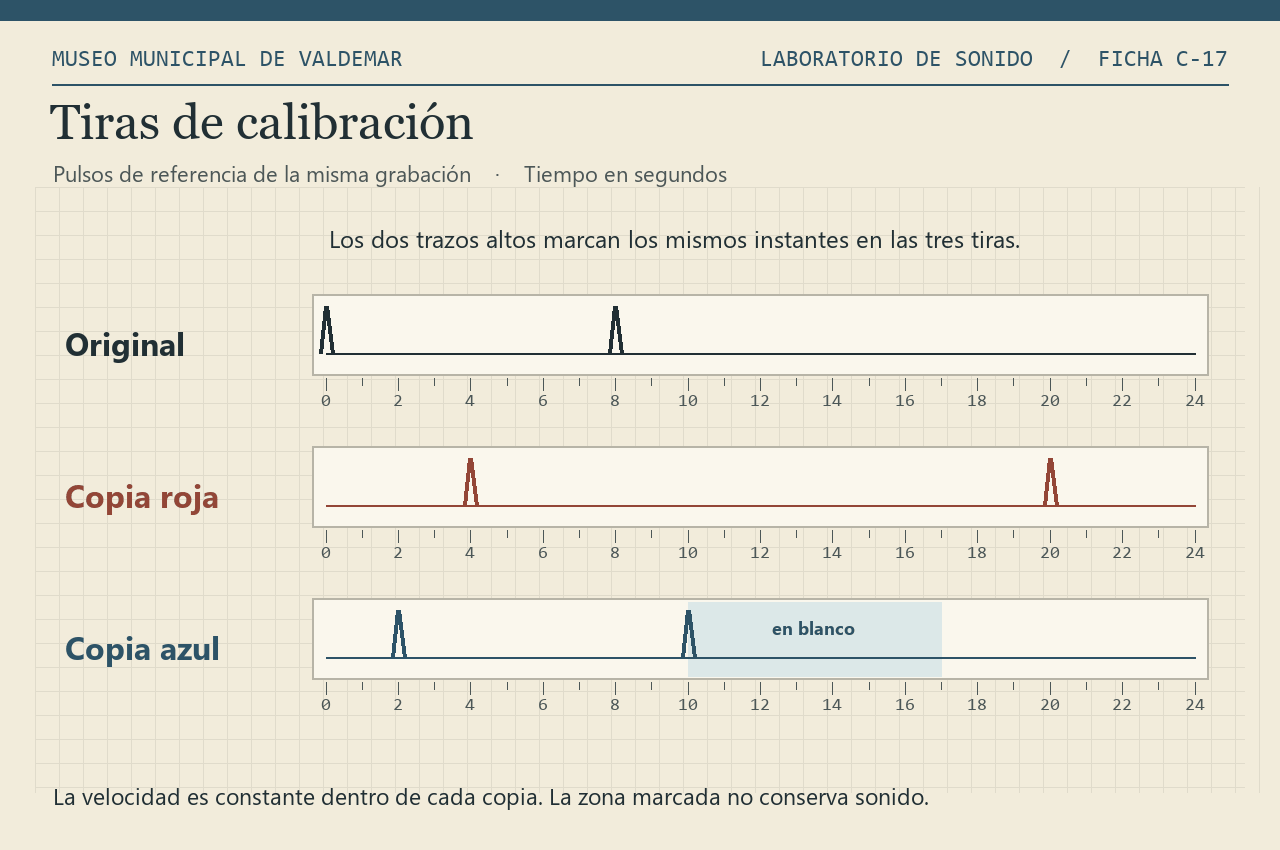 MUSEO MUNICIPAL DE VALDEMAR
LABORATORIO DE SONIDO / FICHA C-17
Tiras de calibración
Pulsos de referencia de la misma grabación · Tiempo en segundos
Los dos trazos altos marcan los mismos instantes en las tres tiras.
Original
0 2 4 6 8 10 12 14 16 18 20 22 24
Copia roja
0 2 4 6 8 10 12 14 16 18 20 22 24
en blanco
Copia azul
0 2 4 6 8 10 12 14 16 18 20 22 24
La velocidad es constante dentro de cada copia. La zona marcada no conserva sonido.